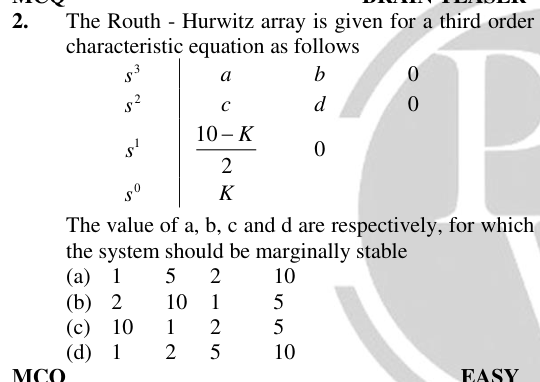 MCQ BRAIN TEASER
2. The Routh - Hurwitz array is given for a third order
characteristic equation as follows
s³ a b 0
s² c d 0
s¹ (10 – K)/2 0
s⁰ K
The value of a, b, c and d are respectively, for which
the system should be marginally stable
(a) 1 5 2 10
(b) 2 10 1 5
(c) 10 1 2 5
(d) 1 2 5 10
MCQ EASY